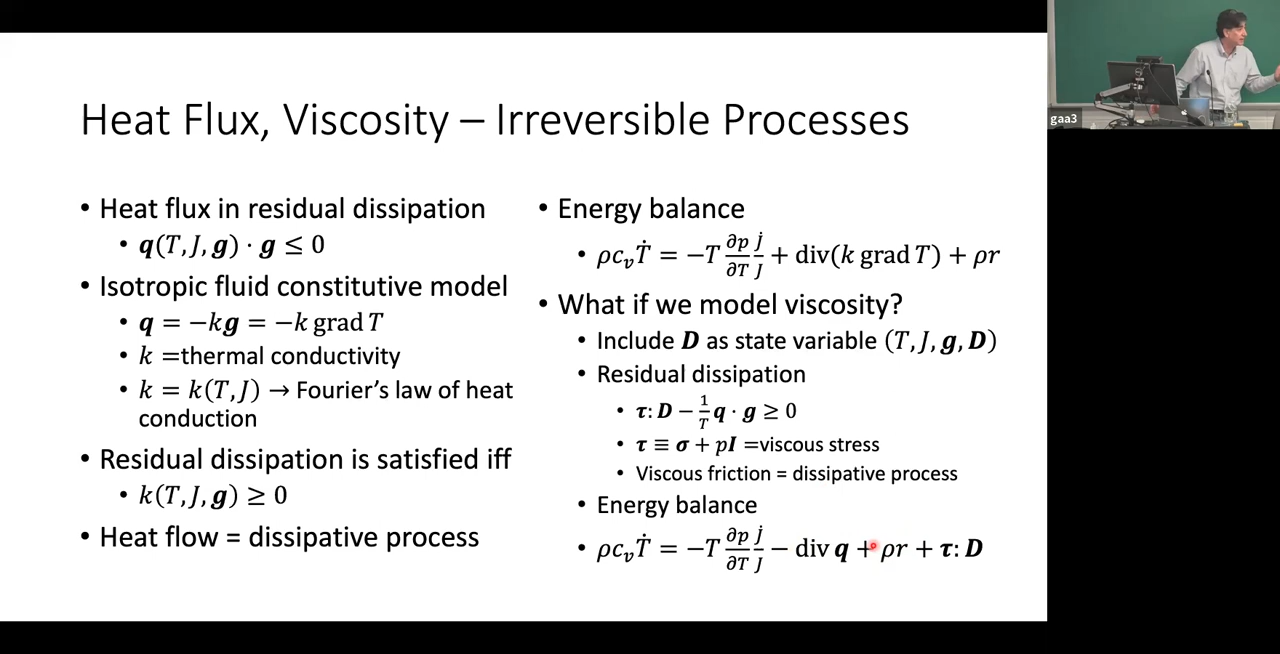 Heat Flux, Viscosity – Irreversible Processes
• Heat flux in residual dissipation
• q(T, J, g) · g ≤ 0
• Isotropic fluid constitutive model
• q = −kg = −k grad T
• k =thermal conductivity
• k = k(T, J) → Fourier's law of heat
conduction
• Residual dissipation is satisfied iff
• k(T, J, g) ≥ 0
• Heat flow = dissipative process
• Energy balance
• ρc_vṪ = −T ∂p/∂T J̇/J + div(k grad T) + ρr
• What if we model viscosity?
• Include D as state variable (T, J, g, D)
• Residual dissipation
• τ: D − 1/T q · g ≥ 0
• τ ≡ σ + pI =viscous stress
• Viscous friction = dissipative process
• Energy balance
• ρc_vṪ = −T ∂p/∂T J̇/J − div q + ρr + τ: D
gaa3